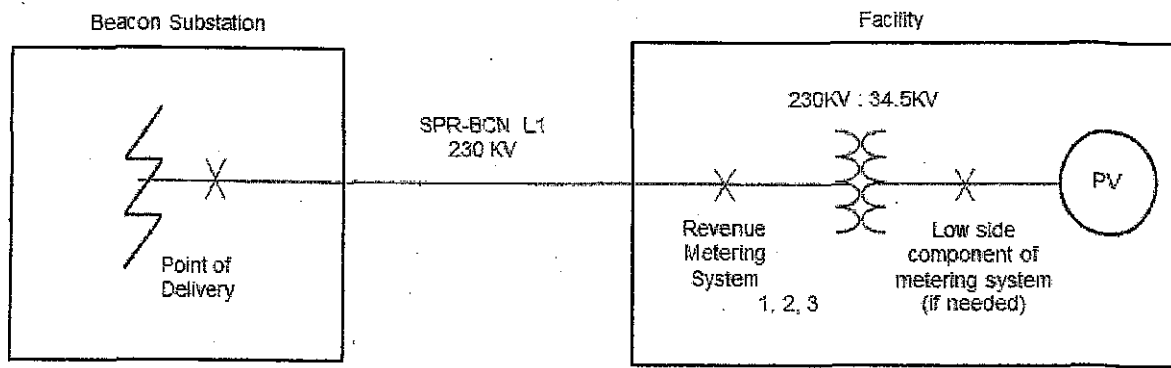 Beacon Substation
Facility
230KV : 34.5KV
SPR-BCN L1
230 KV
PV
Point of
Delivery
Revenue
Metering
System
1, 2, 3
Low side
component of
metering system
(if needed)